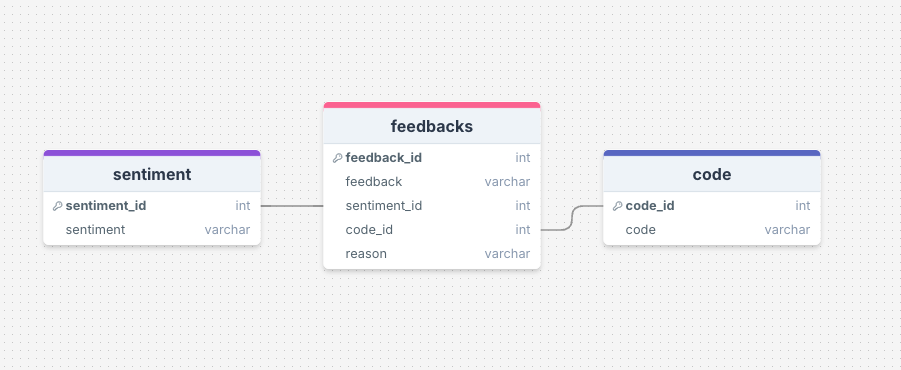 sentiment
sentiment_id int
sentiment varchar
feedbacks
feedback_id int
feedback varchar
sentiment_id int
code_id int
reason varchar
code
code_id int
code varchar